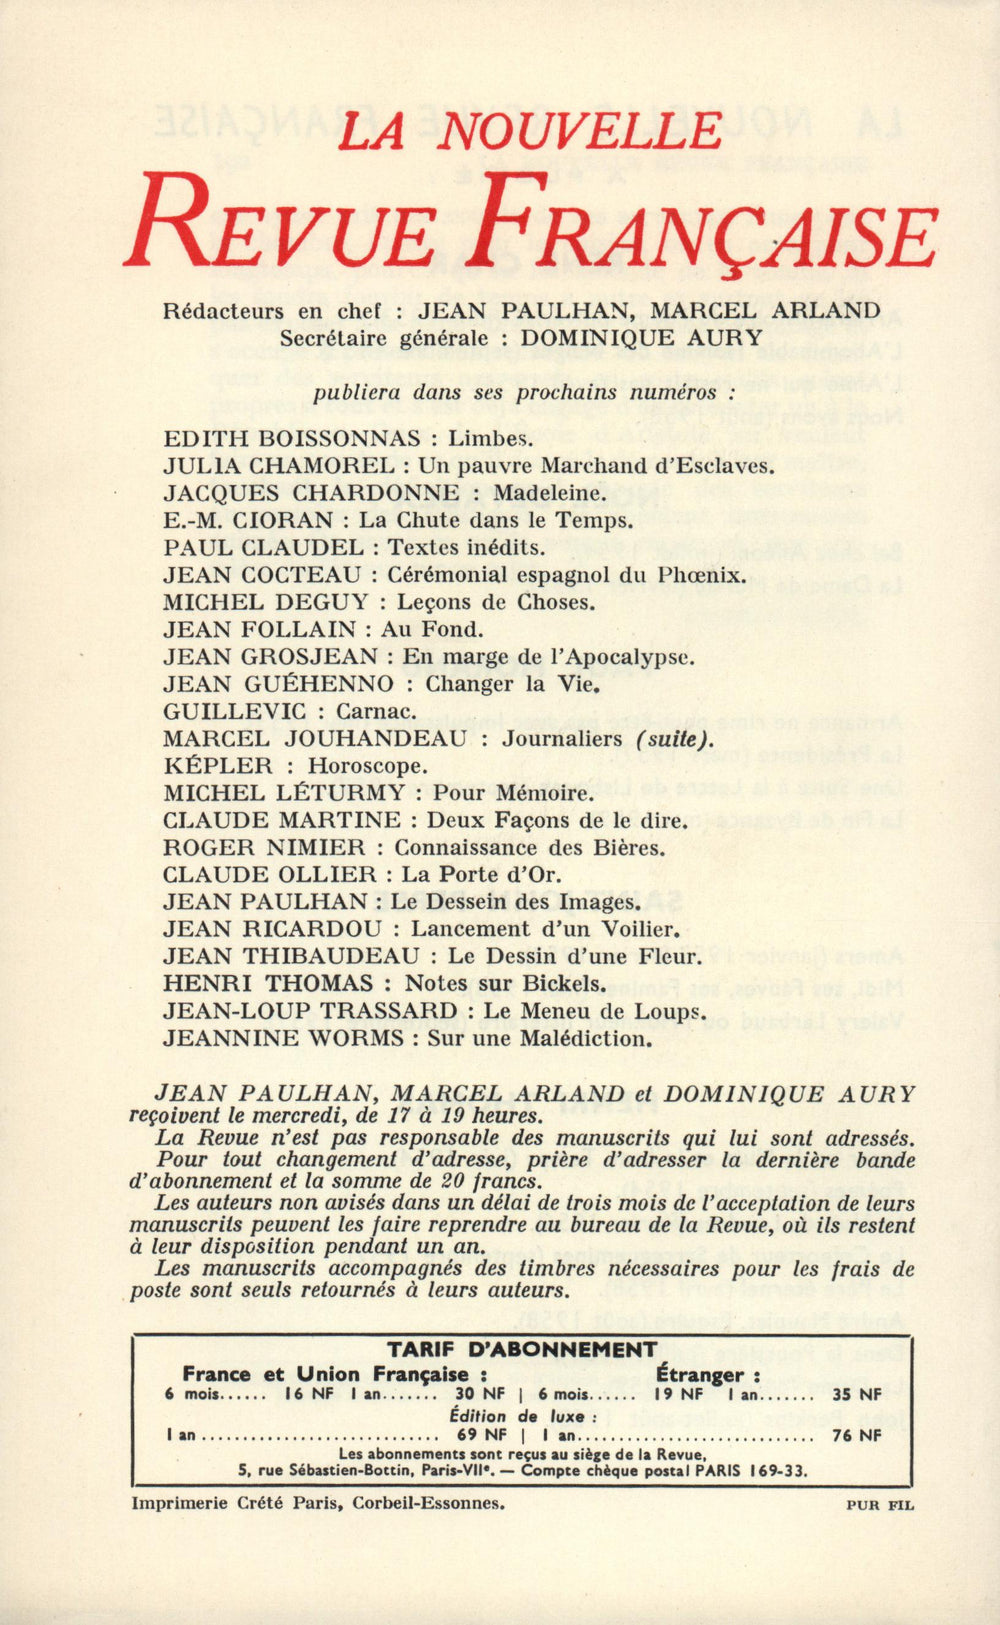 LA NOUVELLE
REVUE FRANÇAISE
Rédacteurs en chef : JEAN PAULHAN, MARCEL ARLAND
Secrétaire générale : DOMINIQUE AURY
publiera dans ses prochains numéros :
EDITH BOISSONNAS : Limbes.
JULIA CHAMOREL : Un pauvre Marchand d'Esclaves.
JACQUES CHARDONNE : Madeleine.
E.-M. CIORAN : La Chute dans le Temps.
PAUL CLAUDEL : Textes inédits.
JEAN COCTEAU : Cérémonial espagnol du Phœnix.
MICHEL DEGUY : Leçons de Choses.
JEAN FOLLAIN : Au Fond.
JEAN GROSJEAN : En marge de l'Apocalypse.
JEAN GUÉHENNO : Changer la Vie.
GUILLEVIC : Carnac.
MARCEL JOUHANDEAU : Journaliers (suite).
KÉPLER : Horoscope.
MICHEL LÉTURMY : Pour Mémoire.
CLAUDE MARTINE : Deux Façons de le dire.
ROGER NIMIER : Connaissance des Bières.
CLAUDE OLLIER : La Porte d'Or.
JEAN PAULHAN : Le Dessein des Images.
JEAN RICARDOU : Lancement d'un Voilier.
JEAN THIBAUDEAU : Le Dessin d'une Fleur.
HENRI THOMAS : Notes sur Bickels.
JEAN-LOUP TRASSARD : Le Meneu de Loups.
JEANNINE WORMS : Sur une Malédiction.
JEAN PAULHAN, MARCEL ARLAND et DOMINIQUE AURY
reçoivent le mercredi, de 17 à 19 heures.
La Revue n'est pas responsable des manuscrits qui lui sont adressés.
Pour tout changement d'adresse, prière d'adresser la dernière bande
d'abonnement et la somme de 20 francs.
Les auteurs non avisés dans un délai de trois mois de l'acceptation de leurs
manuscrits peuvent les faire reprendre au bureau de la Revue, où ils restent
à leur disposition pendant un an.
Les manuscrits accompagnés des timbres nécessaires pour les frais de
poste sont seuls retournés à leurs auteurs.
TARIF D'ABONNEMENT
France et Union Française : Étranger :
6 mois...... 16 NF 1 an....... 30 NF | 6 mois...... 19 NF 1 an....... 35 NF
Édition de luxe :
1 an ............................ 69 NF | 1 an............................. 76 NF
Les abonnements sont reçus au siège de la Revue,
5, rue Sébastien-Bottin, Paris-VIIe. — Compte chèque postal PARIS 169-33.
Imprimerie Crété Paris, Corbeil-Essonnes. PUR FIL